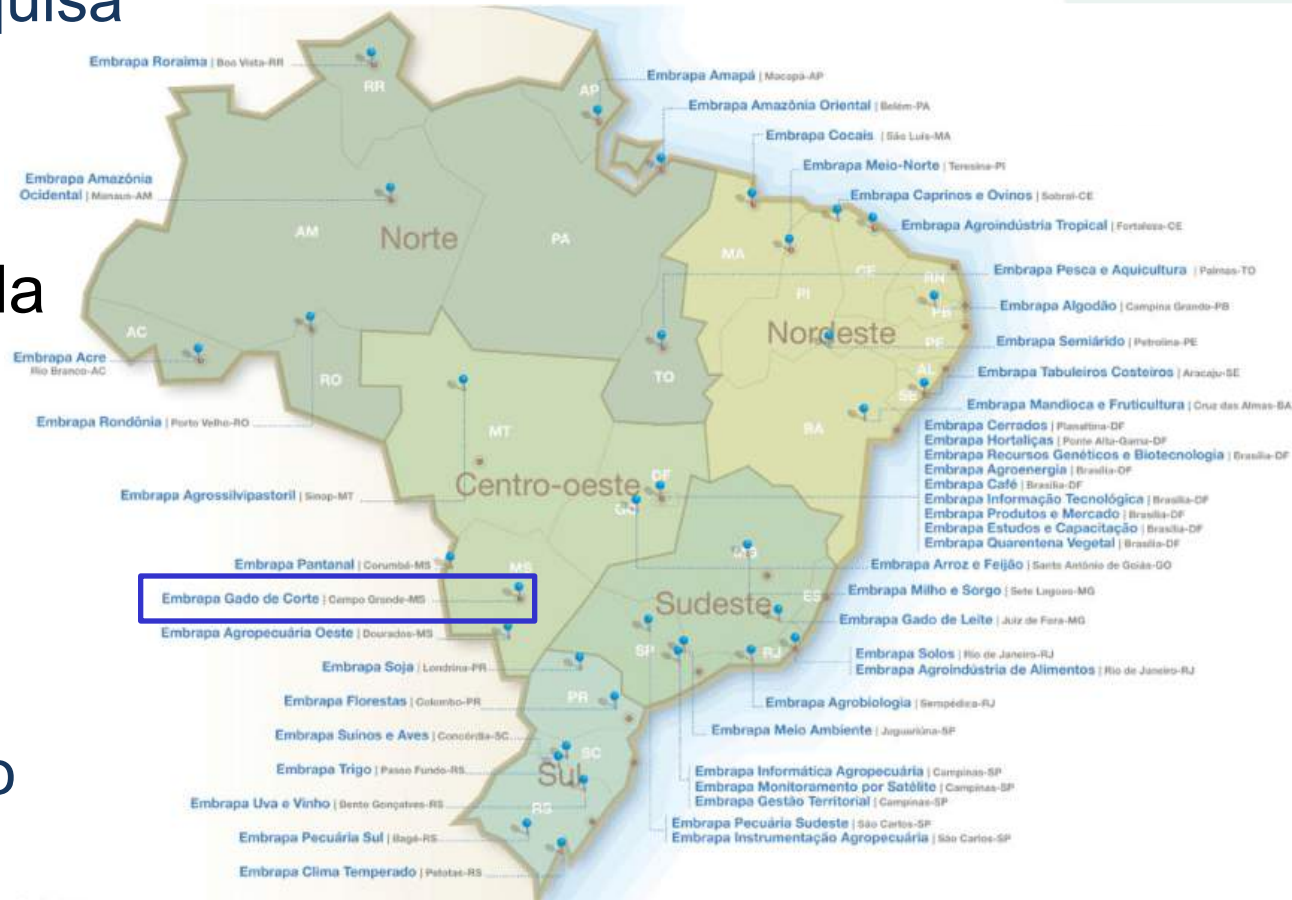 quisa
Embrapa Roraima | Boa Vista-RR
Embrapa Amapá | Macapá-AP
Embrapa Amazônia Oriental | Belém-PA
Embrapa Cocais | São Luís-MA
Embrapa Meio-Norte | Teresina-PI
Embrapa Amazônia
Ocidental | Manaus-AM
Embrapa Caprinos e Ovinos | Sobral-CE
Embrapa Agroindústria Tropical | Fortaleza-CE
Embrapa Pesca e Aquicultura | Palmas-TO
da
Embrapa Algodão | Campina Grande-PB
Embrapa Semiárido | Petrolina-PE
Embrapa Acre
Rio Branco-AC
Embrapa Tabuleiros Costeiros | Aracaju-SE
Embrapa Mandioca e Fruticultura | Cruz das Almas-BA
Embrapa Rondônia | Porto Velho-RO
Embrapa Cerrados | Planaltina-DF
Embrapa Hortaliças | Ponte Alta-Gama-DF
Embrapa Recursos Genéticos e Biotecnologia | Brasília-DF
Embrapa Agroenergia | Brasília-DF
Embrapa Café | Brasília-DF
Embrapa Informação Tecnológica | Brasília-DF
Embrapa Produtos e Mercado | Brasília-DF
Embrapa Estudos e Capacitação | Brasília-DF
Embrapa Quarentena Vegetal | Brasília-DF
Embrapa Agrossilvipastoril | Sinop-MT
Embrapa Pantanal | Corumbá-MS
Embrapa Arroz e Feijão | Santo Antônio de Goiás-GO
Embrapa Gado de Corte | Campo Grande-MS
Embrapa Milho e Sorgo | Sete Lagoas-MG
Embrapa Gado de Leite | Juiz de Fora-MG
Embrapa Agropecuária Oeste | Dourados-MS
Embrapa Solos | Rio de Janeiro-RJ
Embrapa Agroindústria de Alimentos | Rio de Janeiro-RJ
Embrapa Soja | Londrina-PR
Embrapa Florestas | Colombo-PR
Embrapa Agrobiologia | Seropédica-RJ
Embrapa Meio Ambiente | Jaguariúna-SP
Embrapa Suínos e Aves | Concórdia-SC
Embrapa Trigo | Passo Fundo-RS
Embrapa Informática Agropecuária | Campinas-SP
Embrapa Monitoramento por Satélite | Campinas-SP
Embrapa Gestão Territorial | Campinas-SP
o
Embrapa Uva e Vinho | Bento Gonçalves-RS
Embrapa Pecuária Sudeste | São Carlos-SP
Embrapa Instrumentação Agropecuária | São Carlos-SP
Embrapa Pecuária Sul | Bagé-RS
Embrapa Clima Temperado | Pelotas-RS
RR
AP
AM
Norte
PA
MA
CE
RN
PI
PB
Nordeste
PE
AC
RO
TO
AL
SE
BA
MT
Centro-oeste
DF
GO
MS
MG
ES
Sudeste
SP
RJ
PR
SC
Sul
RS